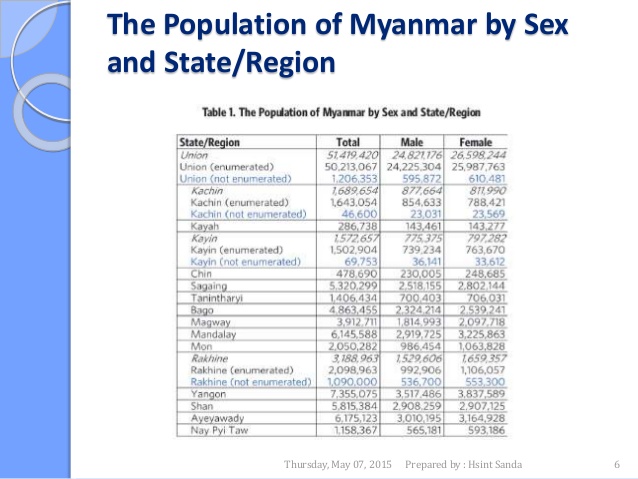 The Population of Myanmar by Sex
and State/Region
Table 1. The Population of Myanmar by Sex and State/Region
State/Region Total Male Female
Union 51,419,420 24,821,176 26,598,244
Union (enumerated) 50,213,067 24,225,304 25,987,763
Union (not enumerated) 1,206,353 595,872 610,481
Kachin 1,689,654 877,664 811,990
Kachin (enumerated) 1,643,054 854,633 788,421
Kachin (not enumerated) 46,600 23,031 23,569
Kayah 286,738 143,461 143,277
Kayin 1,572,657 775,375 797,282
Kayin (enumerated) 1,502,904 739,234 763,670
Kayin (not enumerated) 69,753 36,141 33,612
Chin 478,690 230,005 248,685
Sagaing 5,320,299 2,518,155 2,802,144
Tanintharyi 1,406,434 700,403 706,031
Bago 4,863,455 2,324,214 2,539,241
Magway 3,912,711 1,814,993 2,097,718
Mandalay 6,145,588 2,919,725 3,225,863
Mon 2,050,282 986,454 1,063,828
Rakhine 3,188,963 1,529,606 1,659,357
Rakhine (enumerated) 2,098,963 992,906 1,106,057
Rakhine (not enumerated) 1,090,000 536,700 553,300
Yangon 7,355,075 3,517,486 3,837,589
Shan 5,815,384 2,908,259 2,907,125
Ayeyawady 6,175,123 3,010,195 3,164,928
Nay Pyi Taw 1,158,367 565,181 593,186
Thursday, May 07, 2015 Prepared by : Hsint Sanda 6